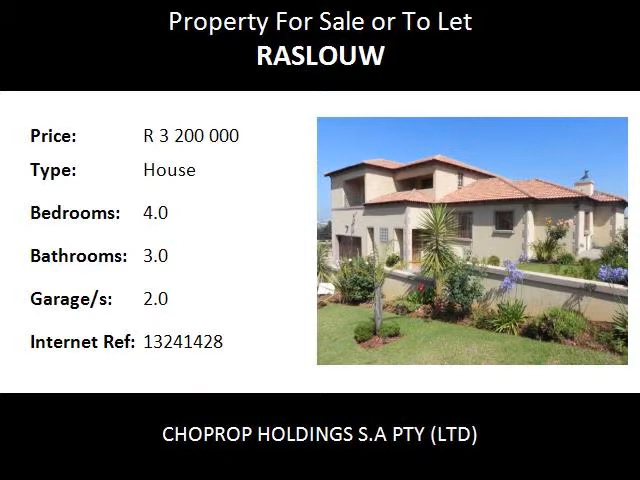 Property For Sale or To Let
RASLOUW
Price: R 3 200 000
Type: House
Bedrooms: 4.0
Bathrooms: 3.0
Garage/s: 2.0
Internet Ref: 13241428
CHOPROP HOLDINGS S.A PTY (LTD)